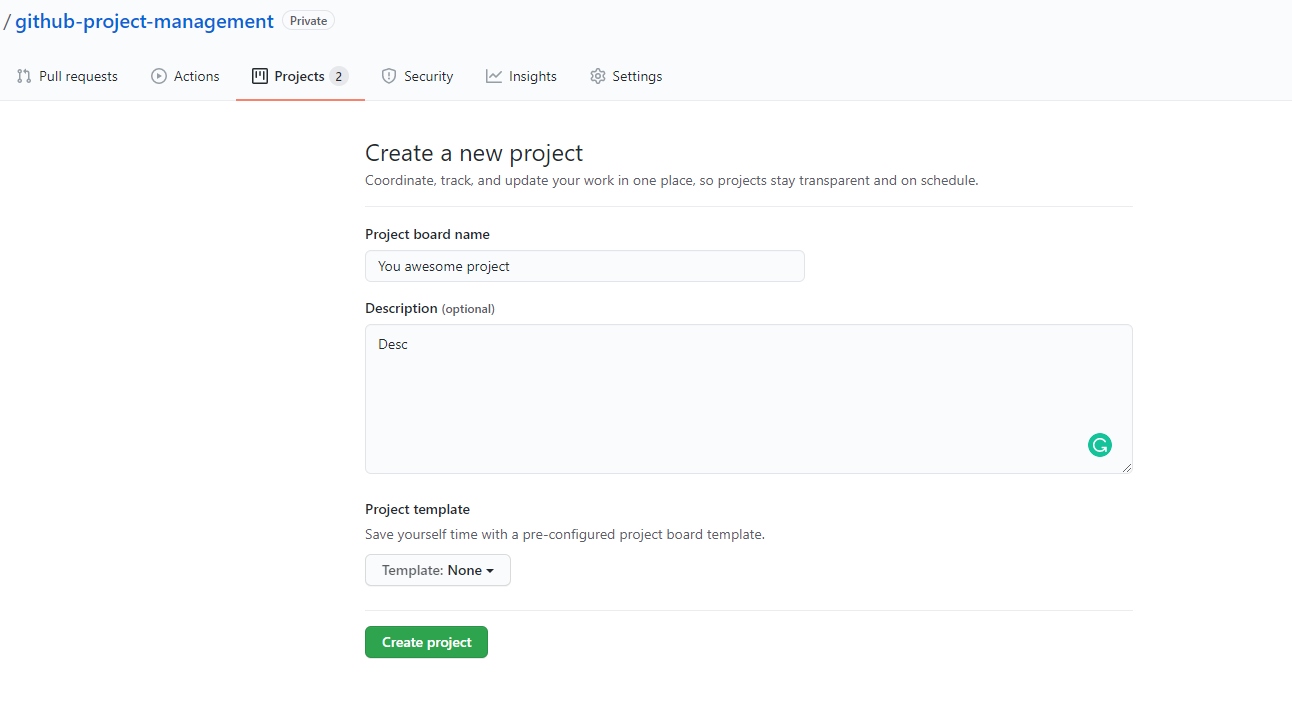 / github-project-management Private
Pull requests Actions Projects 2 Security Insights Settings
Create a new project
Coordinate, track, and update your work in one place, so projects stay transparent and on schedule.
Project board name
You awesome project
Description (optional)
Desc
Project template
Save yourself time with a pre-configured project board template.
Template: None
Create project